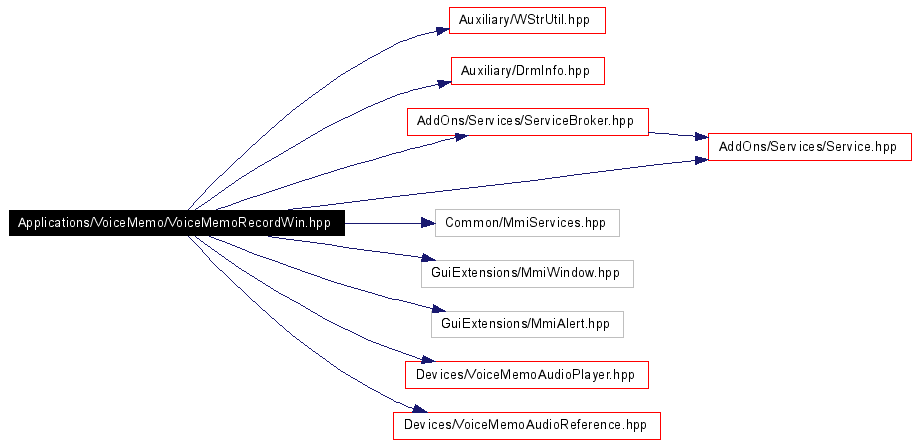 Auxiliary/WStrUtil.hpp
Auxiliary/DrmInfo.hpp
AddOns/Services/ServiceBroker.hpp
AddOns/Services/Service.hpp
Applications/VoiceMemo/VoiceMemoRecordWin.hpp
Common/MmiServices.hpp
GuiExtensions/MmiWindow.hpp
GuiExtensions/MmiAlert.hpp
Devices/VoiceMemoAudioPlayer.hpp
Devices/VoiceMemoAudioReference.hpp